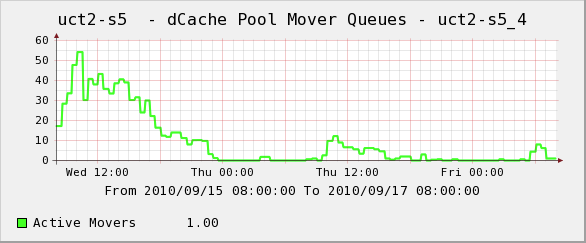 uct2-s5  - dCache Pool Mover Queues - uct2-s5_4
60
50
40
30
20
10
0
Wed 12:00 Thu 00:00 Thu 12:00 Fri 00:00
From 2010/09/15 08:00:00 To 2010/09/17 08:00:00
Active Movers 1.00